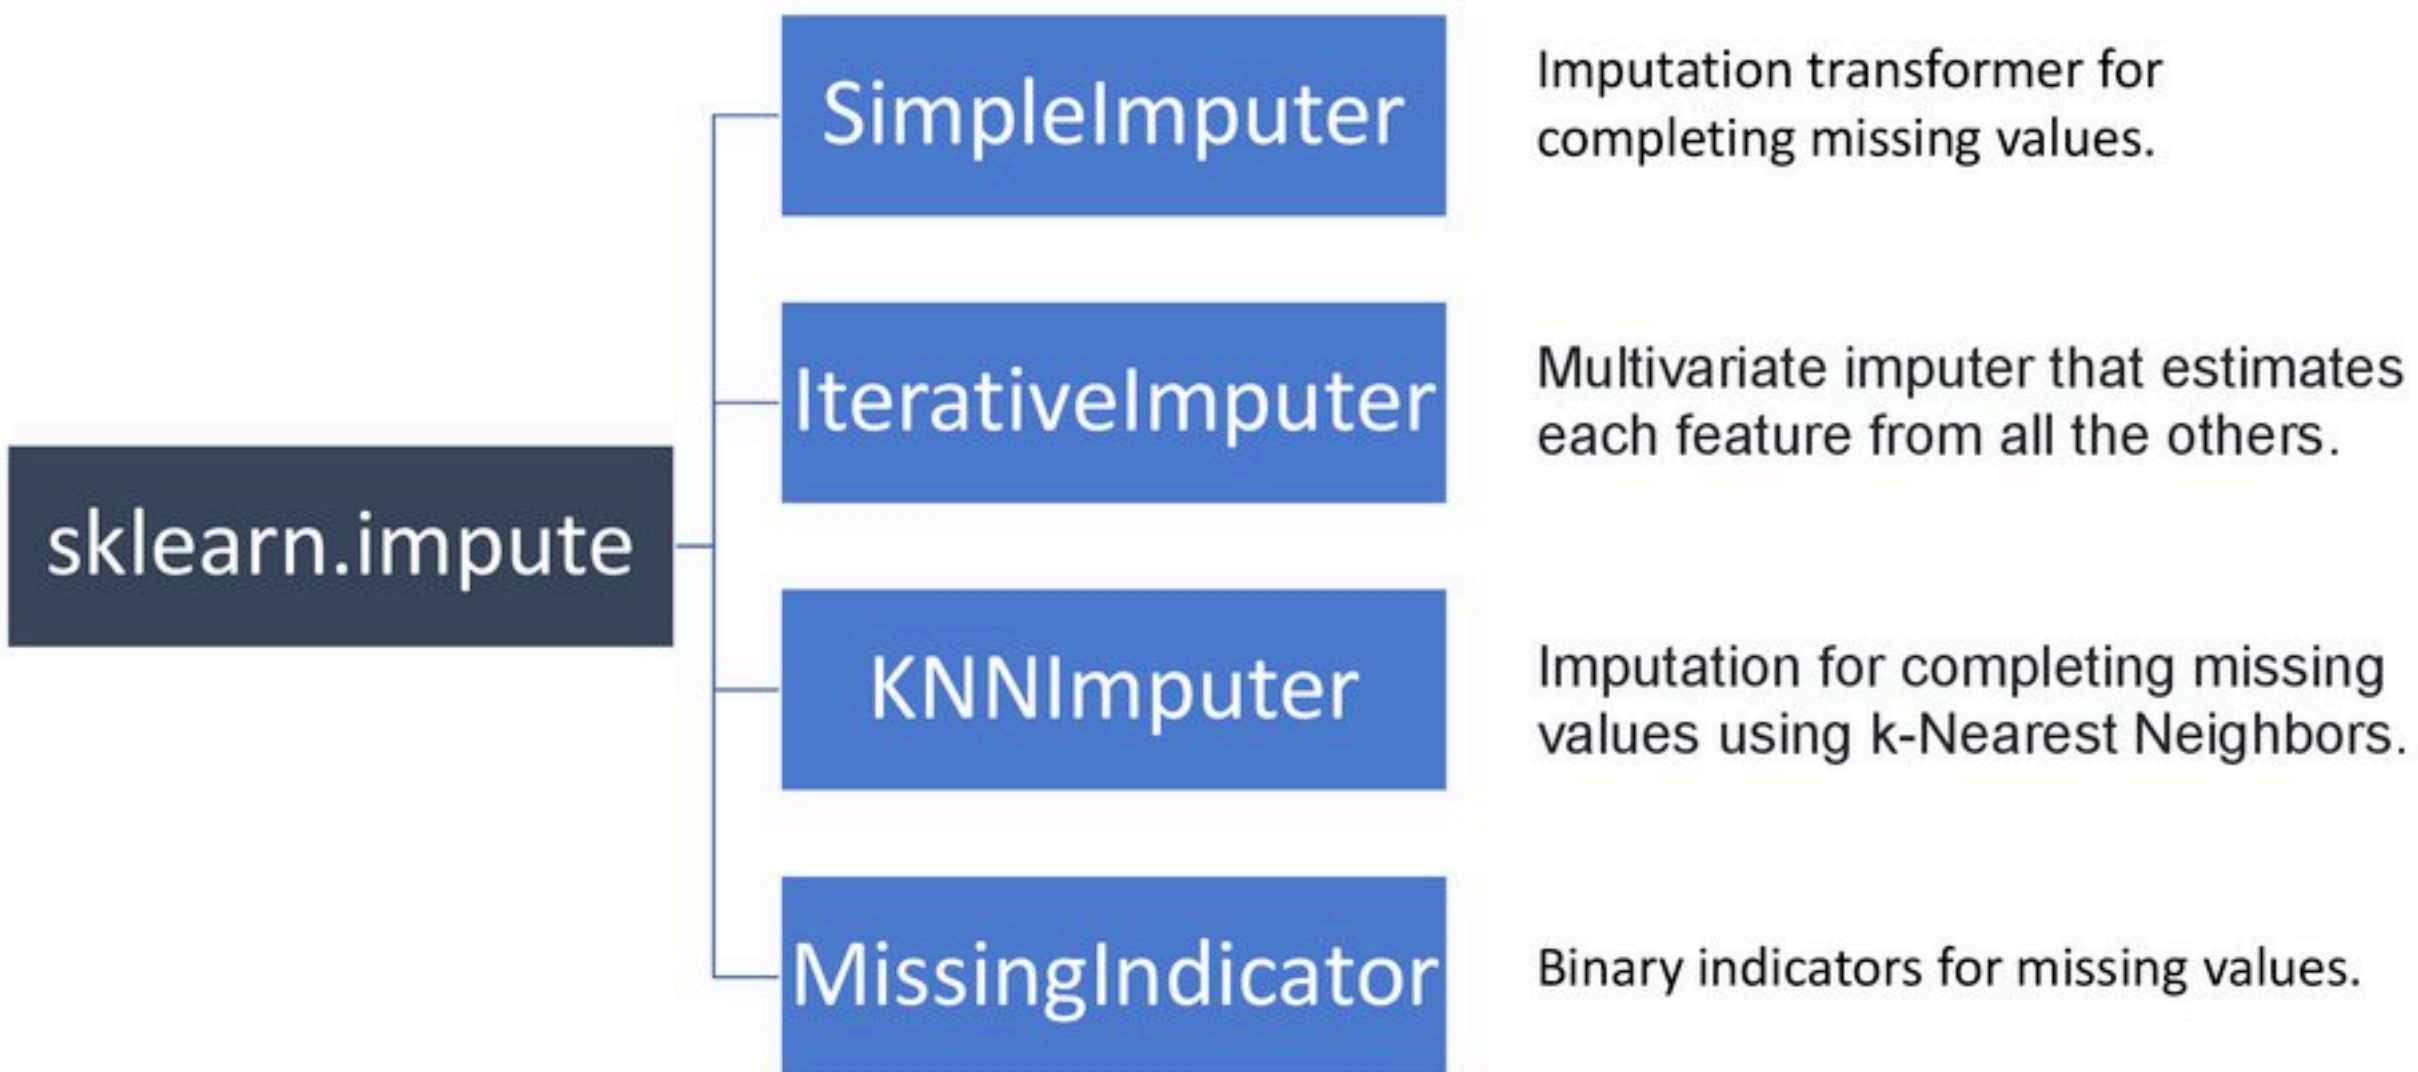 SimpleImputer
Imputation transformer for
completing missing values.
IterativeImputer
Multivariate imputer that estimates
each feature from all the others.
sklearn.impute
KNNImputer
Imputation for completing missing
values using k-Nearest Neighbors.
MissingIndicator
Binary indicators for missing values.